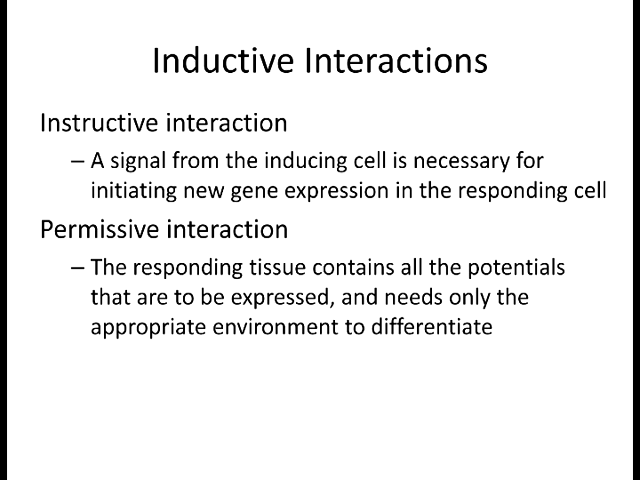 Inductive Interactions
Instructive interaction
– A signal from the inducing cell is necessary for
initiating new gene expression in the responding cell
Permissive interaction
– The responding tissue contains all the potentials
that are to be expressed, and needs only the
appropriate environment to differentiate